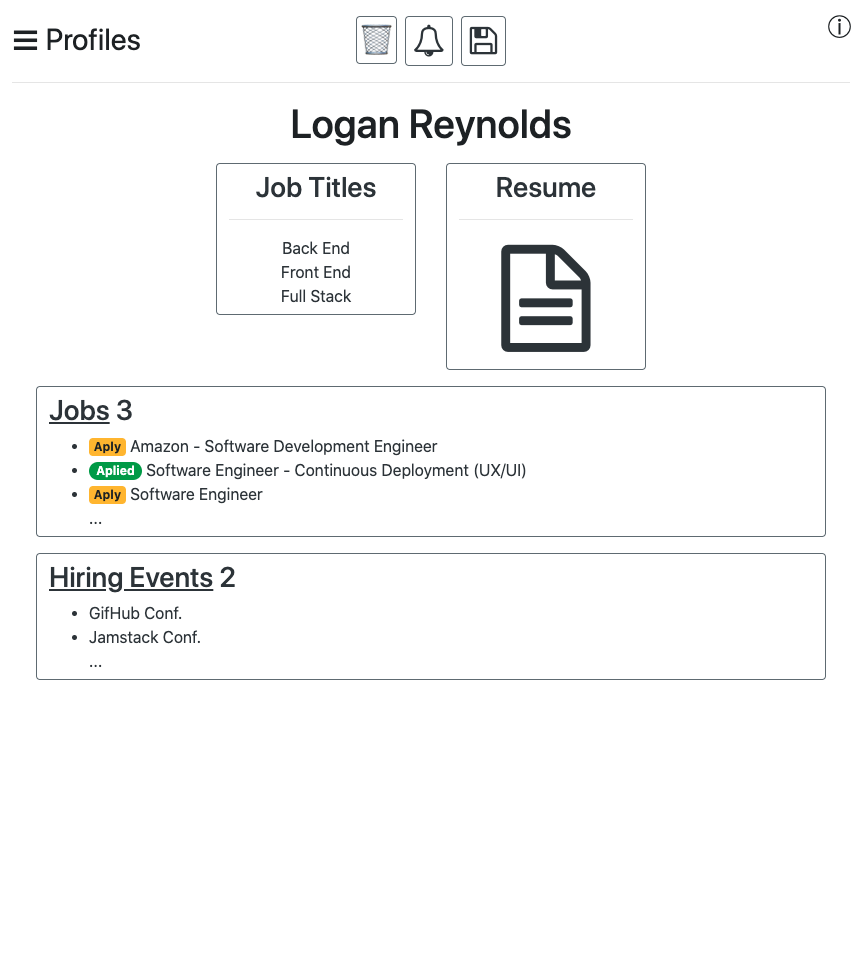 Profiles
Logan Reynolds
Job Titles
Back End
Front End
Full Stack
Resume
Jobs 3
Aply Amazon - Software Development Engineer
Aplied Software Engineer - Continuous Deployment (UX/UI)
Aply Software Engineer
...
Hiring Events 2
GifHub Conf.
Jamstack Conf.
...